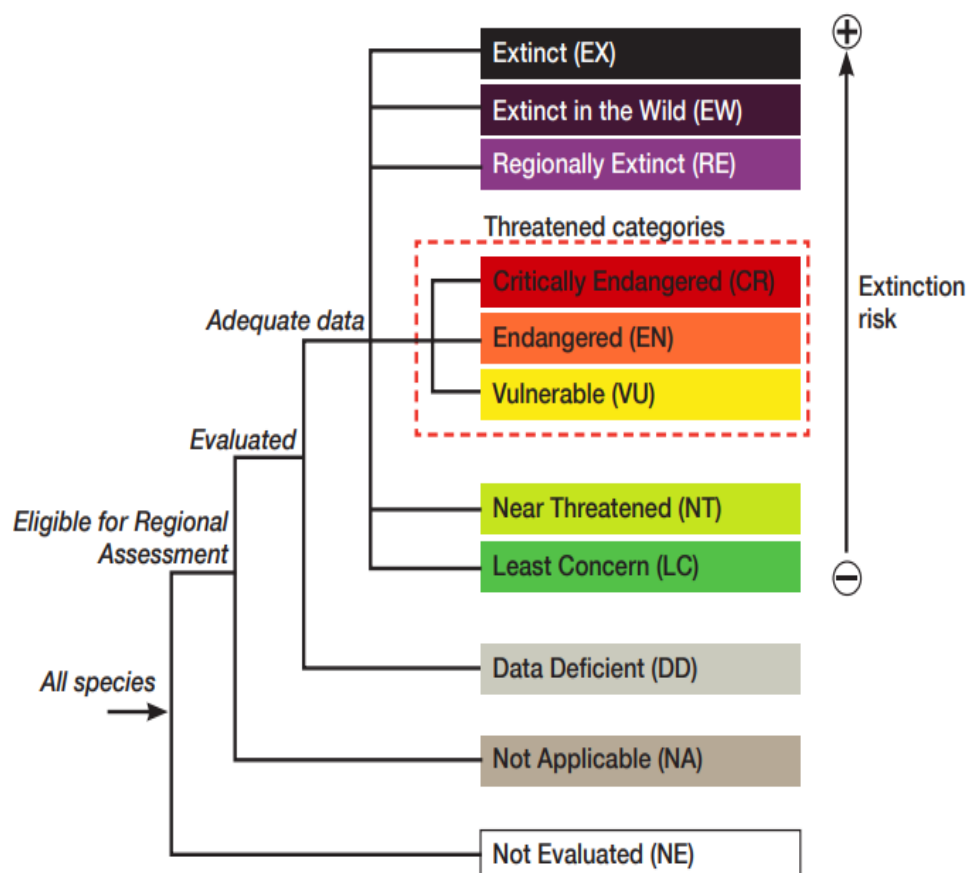 Extinct (EX)
Extinct in the Wild (EW)
Regionally Extinct (RE)
Threatened categories
Critically Endangered (CR)
Extinction
risk
Adequate data
Endangered (EN)
Vulnerable (VU)
Evaluated
Near Threatened (NT)
Eligible for Regional
Assessment
Least Concern (LC)
Data Deficient (DD)
All species
Not Applicable (NA)
Not Evaluated (NE)